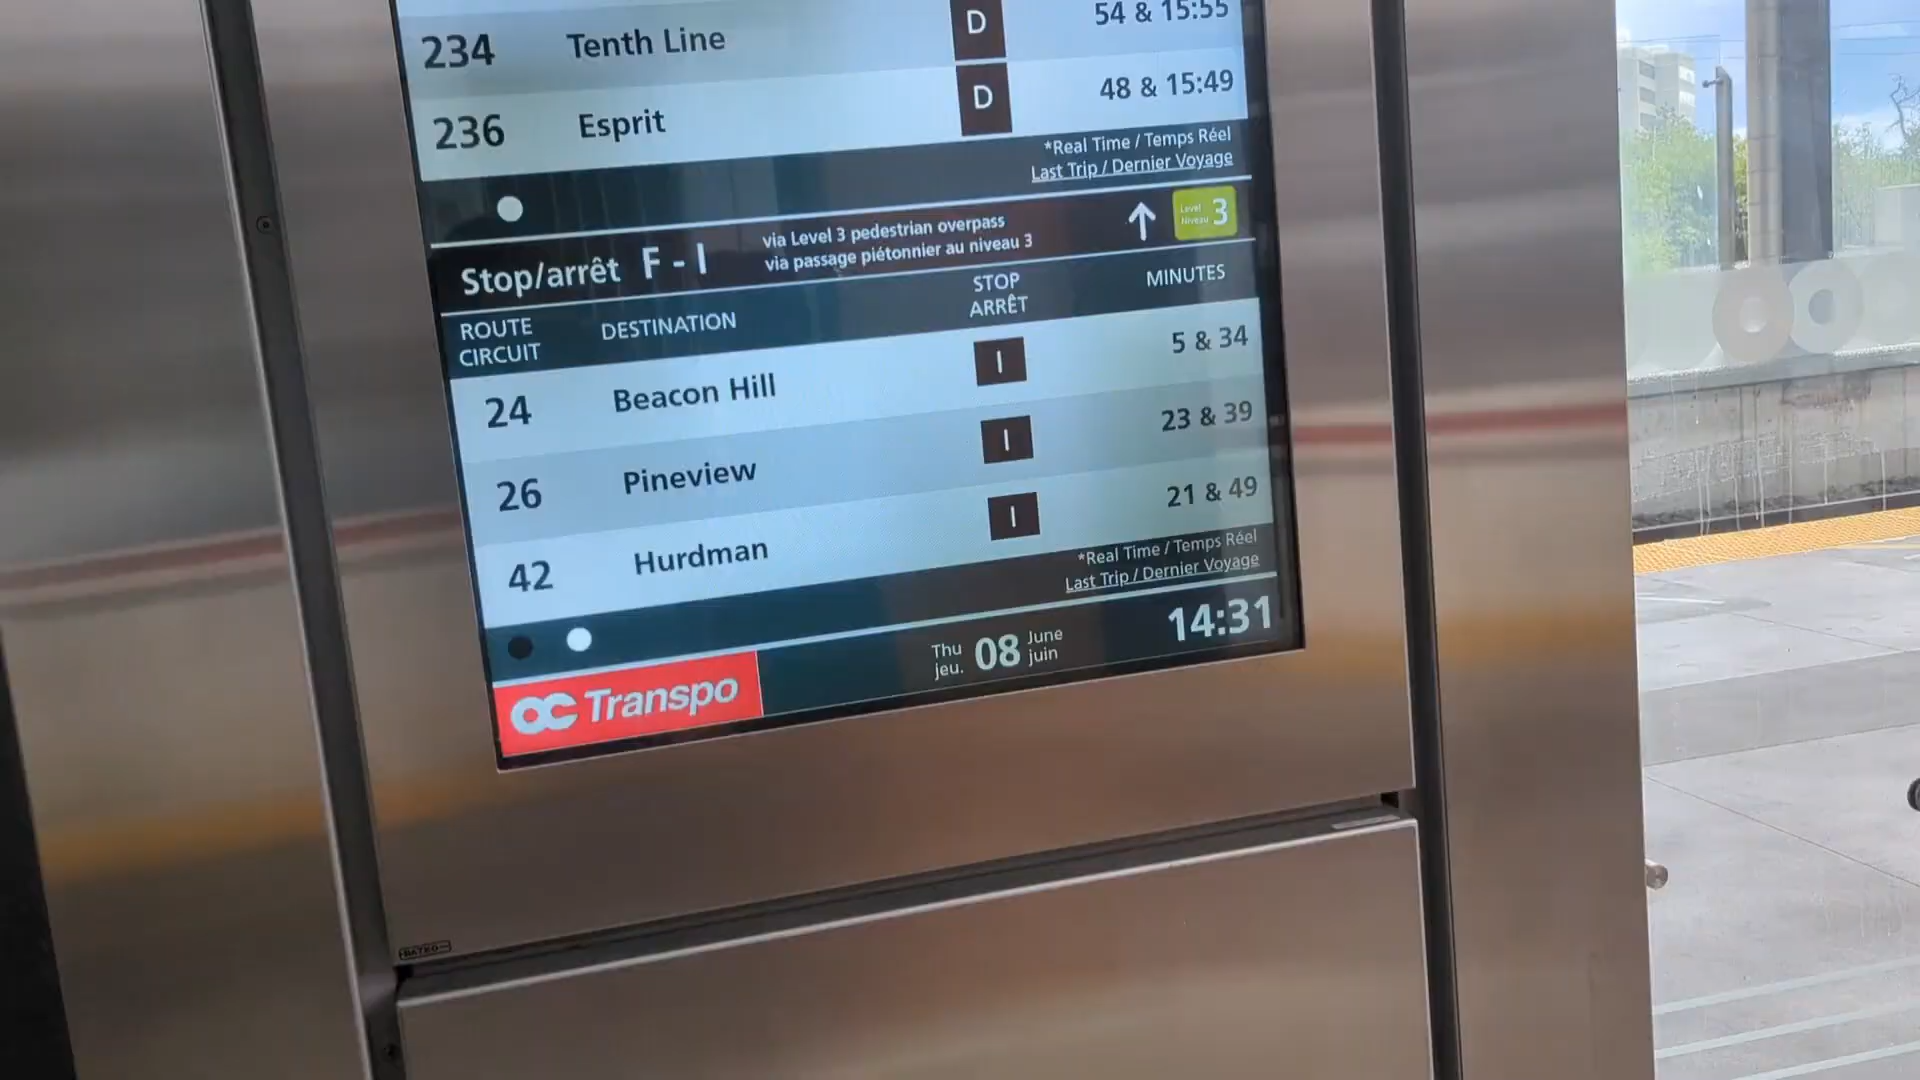 234 Tenth Line D 54 & 15:55
236 Esprit D 48 & 15:49
*Real Time / Temps Réel
Last Trip / Dernier Voyage
Stop/arrêt F - I
via Level 3 pedestrian overpass
via passage piétonnier au niveau 3
Level
Niveau 3
ROUTE
CIRCUIT
DESTINATION
STOP
ARRÊT
MINUTES
24 Beacon Hill I 5 & 34
26 Pineview I 23 & 39
42 Hurdman I 21 & 49
*Real Time / Temps Réel
Last Trip / Dernier Voyage
OC Transpo
Thu
jeu.
08
June
juin
14:31